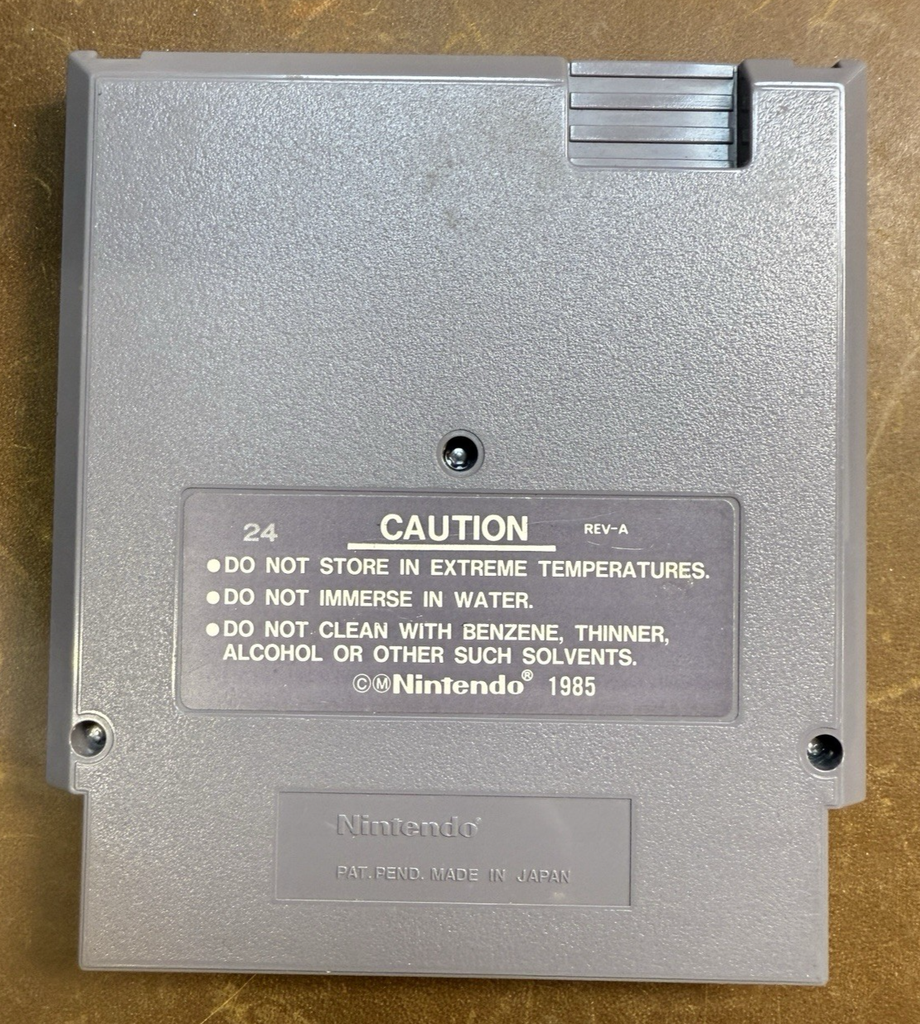 24 CAUTION REV-A
●DO NOT STORE IN EXTREME TEMPERATURES.
●DO NOT IMMERSE IN WATER.
●DO NOT CLEAN WITH BENZENE, THINNER,
ALCOHOL OR OTHER SUCH SOLVENTS.
©ⓂNintendo® 1985
Nintendo®
PAT. PEND. MADE IN JAPAN